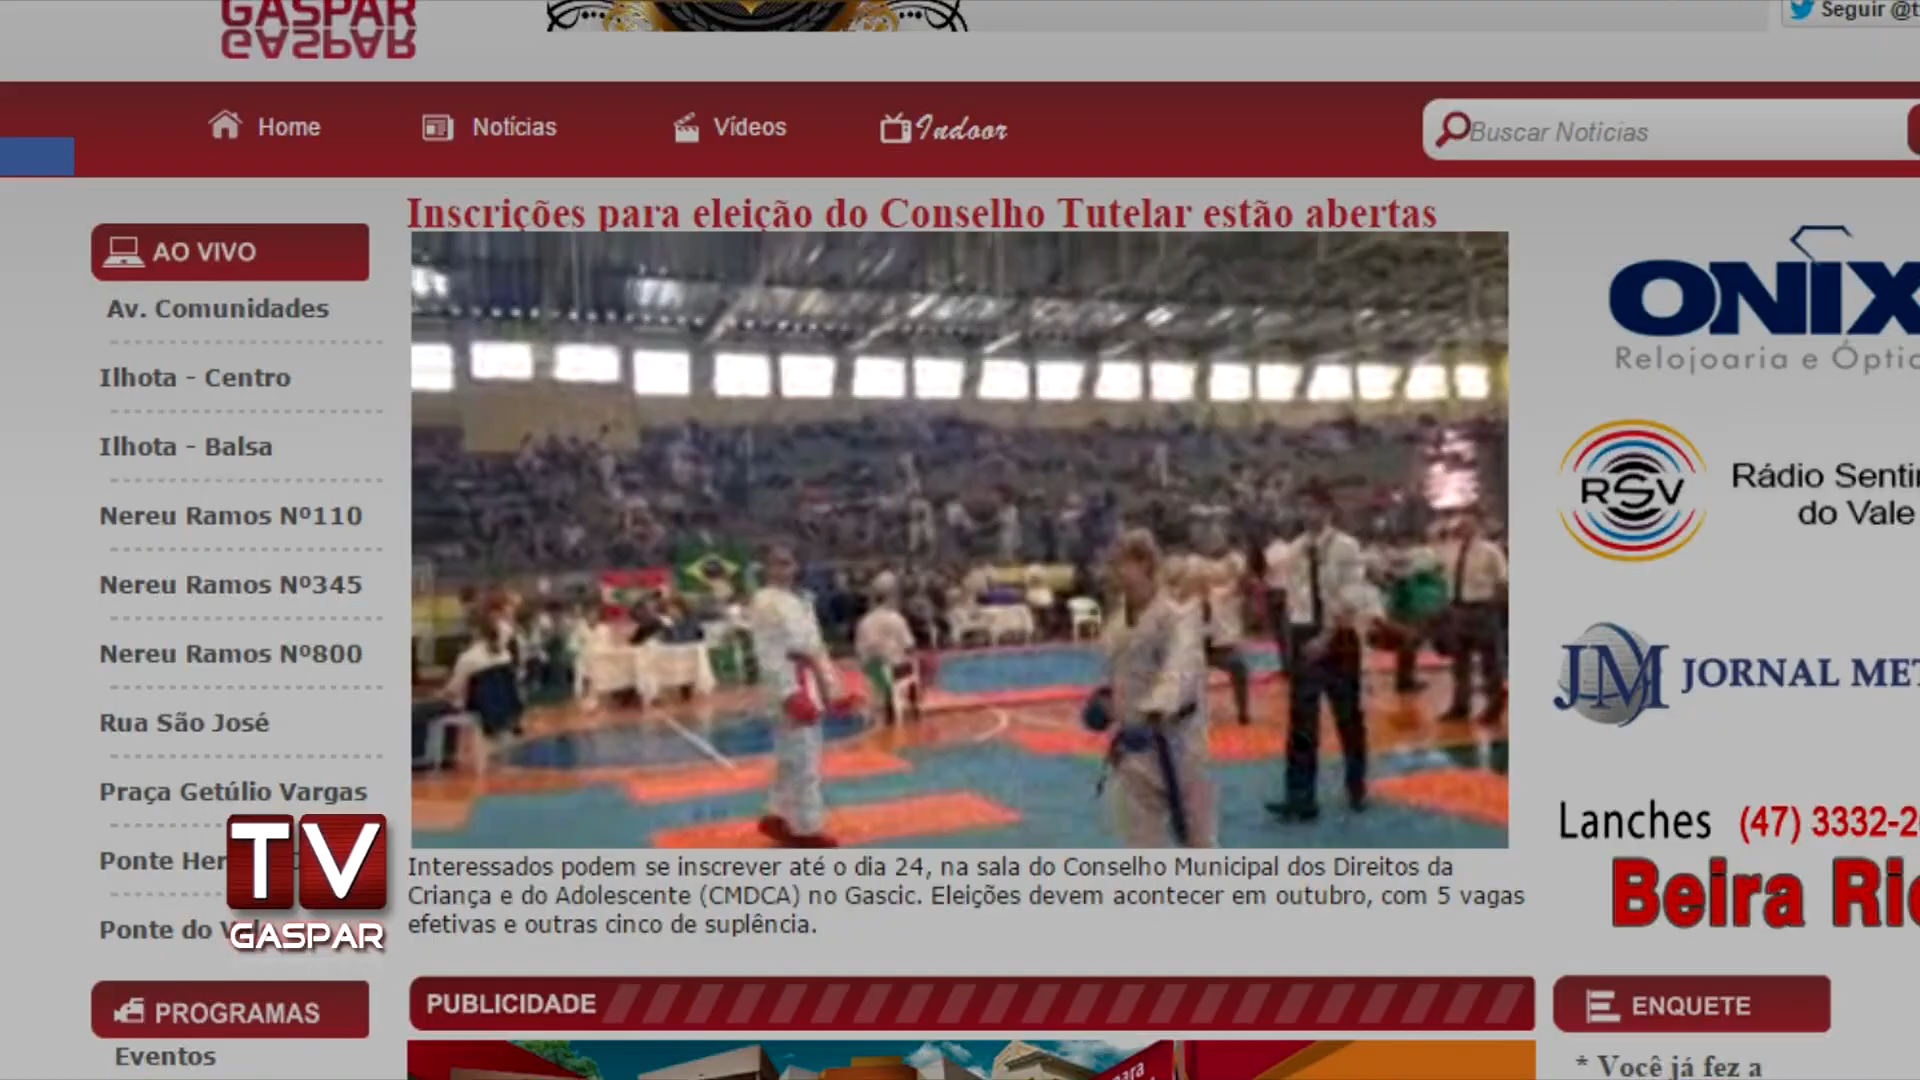 GASPAR
Seguir @t
Home
Notícias
Vídeos
Indoor
Buscar Notícias
Inscrições para eleição do Conselho Tutelar estão abertas
AO VIVO
Av. Comunidades
Ilhota - Centro
Ilhota - Balsa
Nereu Ramos Nº110
Nereu Ramos Nº345
Nereu Ramos Nº800
Rua São José
Praça Getúlio Vargas
Ponte Her
Ponte do V
TV
GASPAR
PROGRAMAS
Eventos
Interessados podem se inscrever até o dia 24, na sala do Conselho Municipal dos Direitos da
Criança e do Adolescente (CMDCA) no Gascic. Eleições devem acontecer em outubro, com 5 vagas
efetivas e outras cinco de suplência.
PUBLICIDADE
ONIX
Relojoaria e Óptic
RSV
Rádio Sentin
do Vale
JM JORNAL MET
Lanches (47) 3332-2
Beira Rio
ENQUETE
* Você já fez a